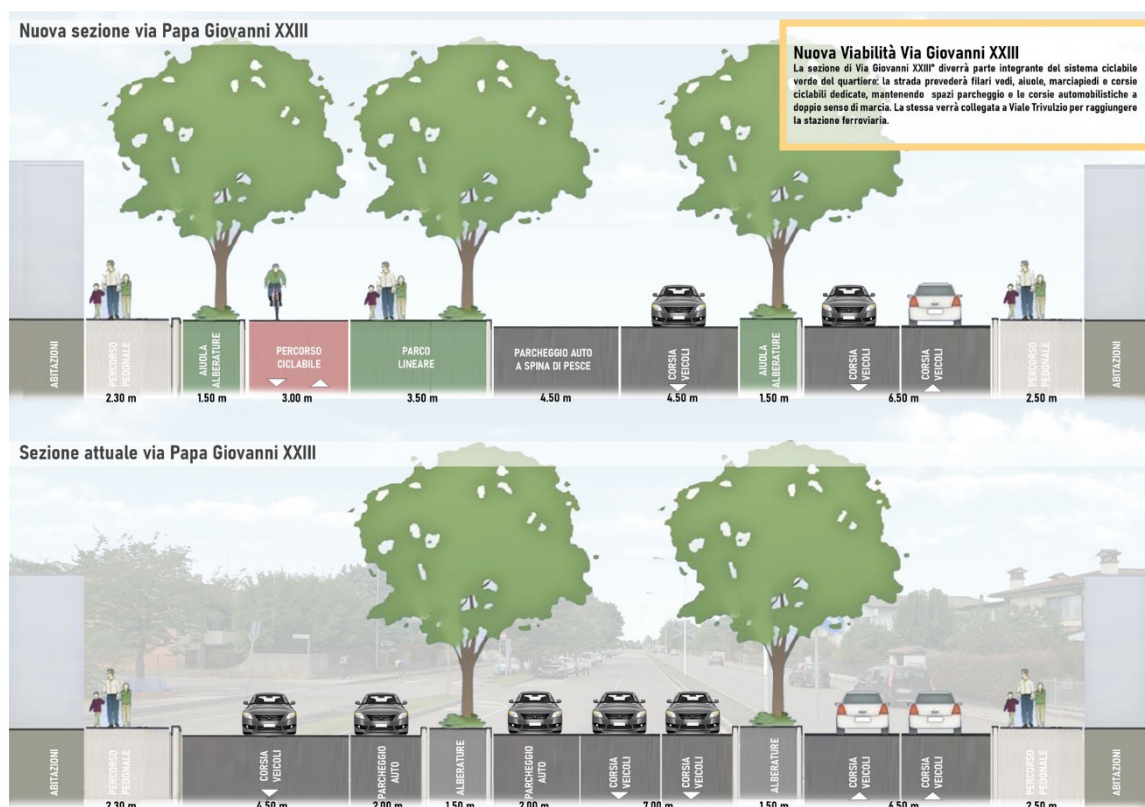 Nuova sezione via Papa Giovanni XXIII
Nuova Viabilità Via Giovanni XXIII
La sezione di Via Giovanni XXIII° diverrà parte integrante del sistema ciclabile
verde del quartiere: la strada prevederà filari vedi, aiuole, marciapiedi e corsie
ciclabili dedicate, mantenendo spazi parcheggio e le corsie automobilistiche a
doppio senso di marcia. La stessa verrà collegata a Viale Trivulzio per raggiungere
la stazione ferroviaria.
ABITAZIONI
PERCORSO
PEDONALE
AIUOLA
ALBERATURE
PERCORSO
CICLABILE
PARCO
LINEARE
PARCHEGGIO AUTO
A SPINA DI PESCE
CORSIA
VEICOLI
AIUOLA
ALBERATURE
CORSIA
VEICOLI
CORSIA
VEICOLI
PERCORSO
PEDONALE
ABITAZIONI
2.30 m
1.50 m
3.00 m
3.50 m
4.50 m
4.50 m
1.50 m
6.50 m
2.50 m
Sezione attuale via Papa Giovanni XXIII
ABITAZIONI
PERCORSO
PEDONALE
CORSIA
VEICOLI
PARCHEGGIO
AUTO
ALBERATURE
PARCHEGGIO
AUTO
CORSIA
VEICOLI
CORSIA
VEICOLI
ALBERATURE
CORSIA
VEICOLI
CORSIA
VEICOLI
PERCORSO
PEDONALE
ABITAZIONI
2.30 m
4.50 m
2.00 m
1.50 m
2.00 m
7.00 m
1.50 m
6.50 m
2.50 m